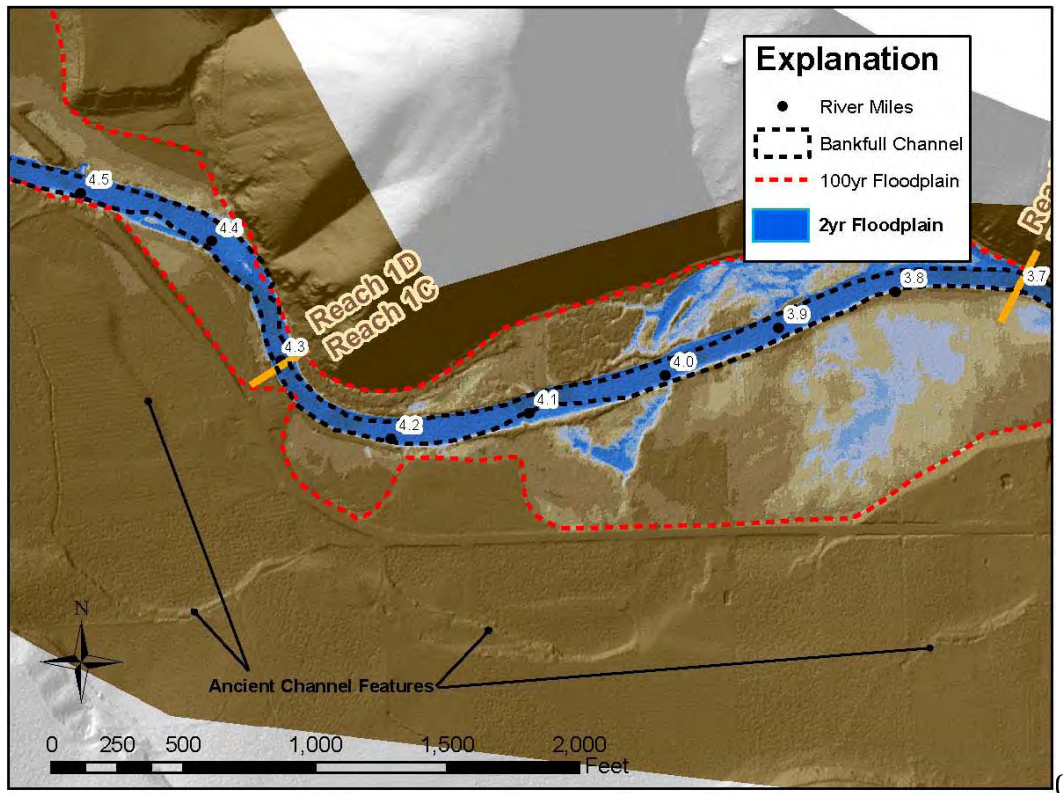 Explanation
River Miles
Bankfull Channel
100yr Floodplain
2yr Floodplain
4.5
4.4
Reach 1D
Reach 1C
4.3
4.2
4.1
4.0
3.9
3.8
3.7
N
Ancient Channel Features
0 250 500 1,000 1,500 2,000
Feet